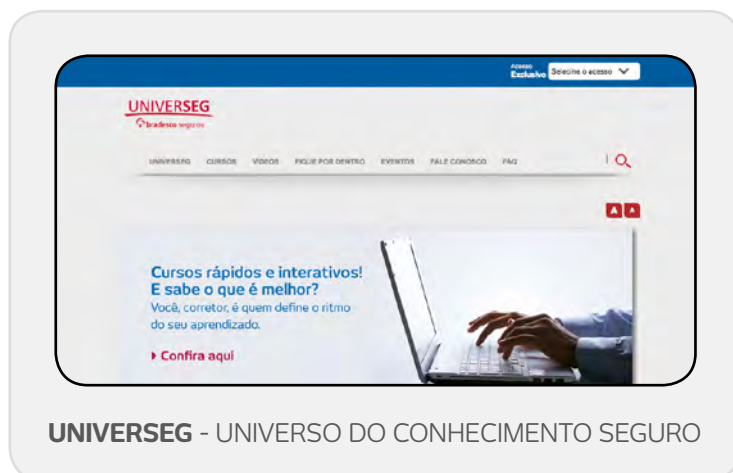 Acesso
Exclusivo Selecine o acesso
UNIVERSEG
bradesco seguros
UNIVERSEG CURSOS VÍDEOS FIQUE POR DENTRO EVENTOS FALE CONOSCO FAQ
A A
Cursos rápidos e interativos!
E sabe o que é melhor?
Você, corretor, é quem define o ritmo
do seu aprendizado.
Confira aqui
UNIVERSEG - UNIVERSO DO CONHECIMENTO SEGURO